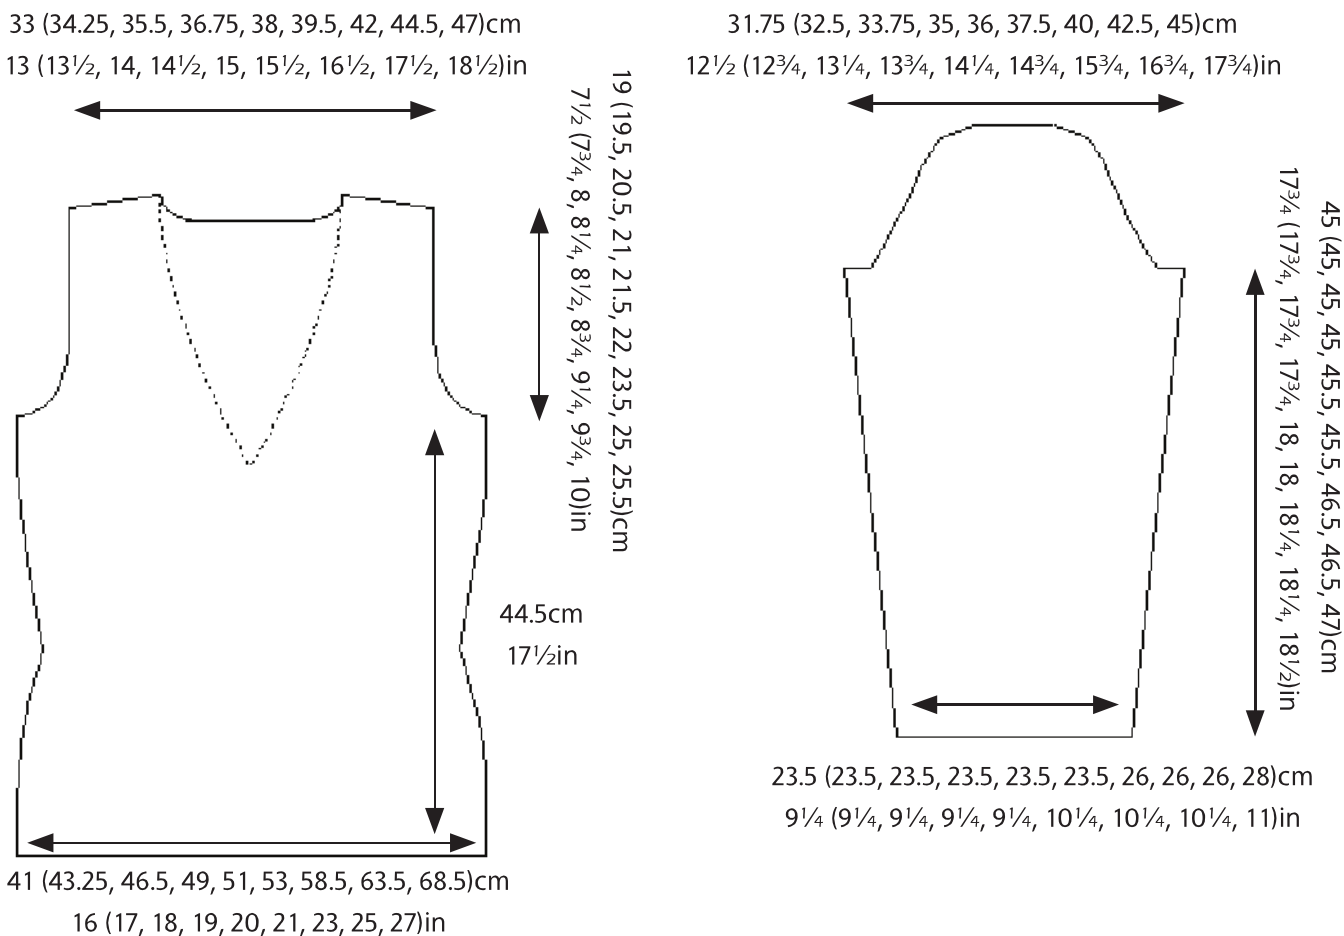 33 (34.25, 35.5, 36.75, 38, 39.5, 42, 44.5, 47)cm
13 (13½, 14, 14½, 15, 15½, 16½, 17½, 18½)in
19 (19.5, 20.5, 21, 21.5, 22, 23.5, 25, 25.5)cm
7½ (7¾, 8, 8¼, 8½, 8¾, 9¼, 9¾, 10)in
44.5cm
17½in
41 (43.25, 46.5, 49, 51, 53, 58.5, 63.5, 68.5)cm
16 (17, 18, 19, 20, 21, 23, 25, 27)in
31.75 (32.5, 33.75, 35, 36, 37.5, 40, 42.5, 45)cm
12½ (12¾, 13¼, 13¾, 14¼, 14¾, 15¾, 16¾, 17¾)in
45 (45, 45, 45, 45.5, 45.5, 46.5, 46.5, 47)cm
17¾ (17¾, 17¾, 17¾, 18, 18, 18¼, 18¼, 18½)in
23.5 (23.5, 23.5, 23.5, 23.5, 23.5, 26, 26, 26, 28)cm
9¼ (9¼, 9¼, 9¼, 9¼, 10¼, 10¼, 10¼, 11)in